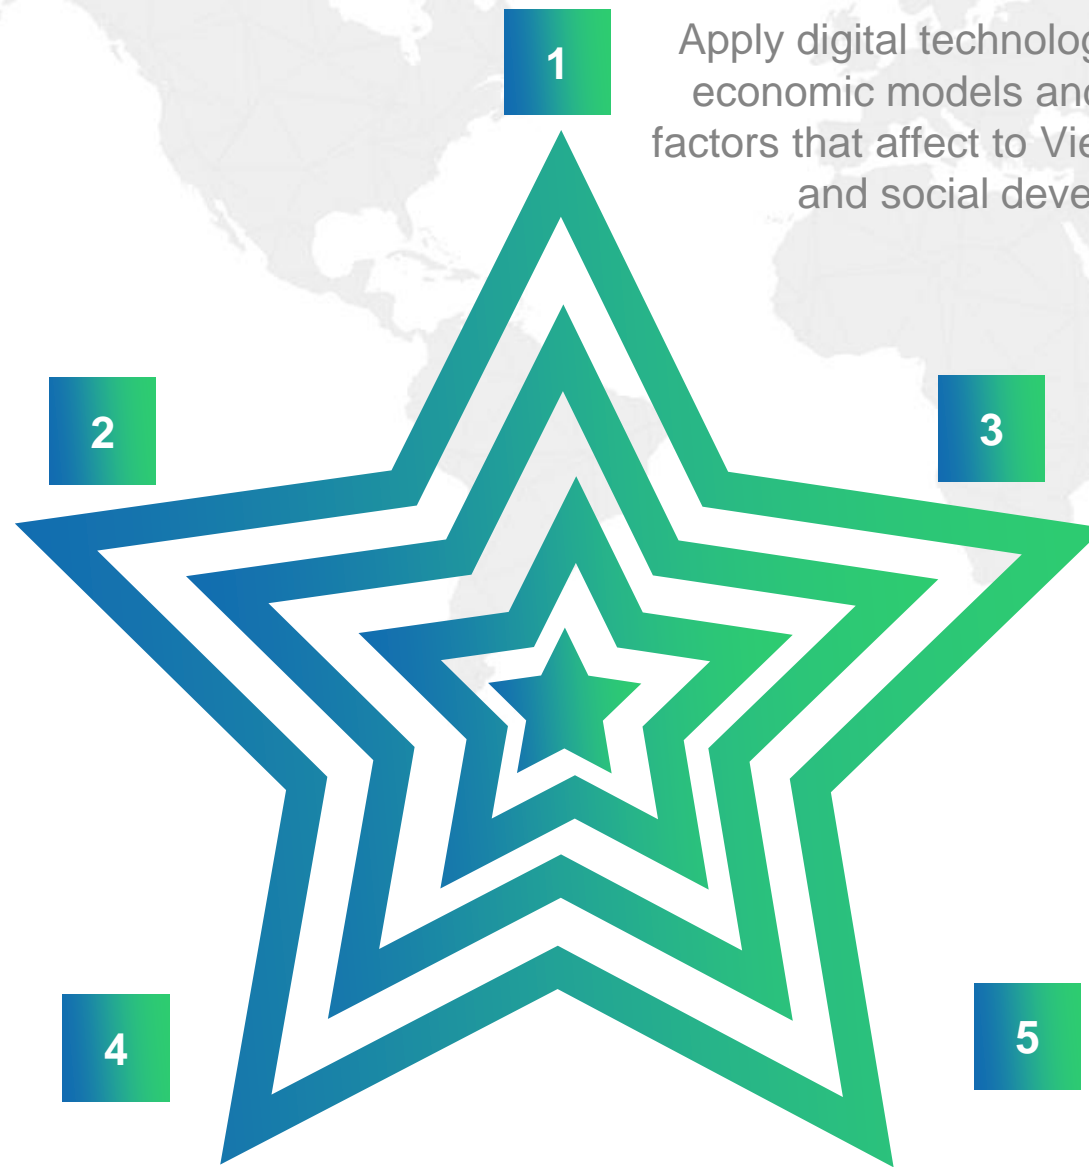 1
Apply digital technolog
economic models and
factors that affect to Vie
and social deve
2
3
4
5